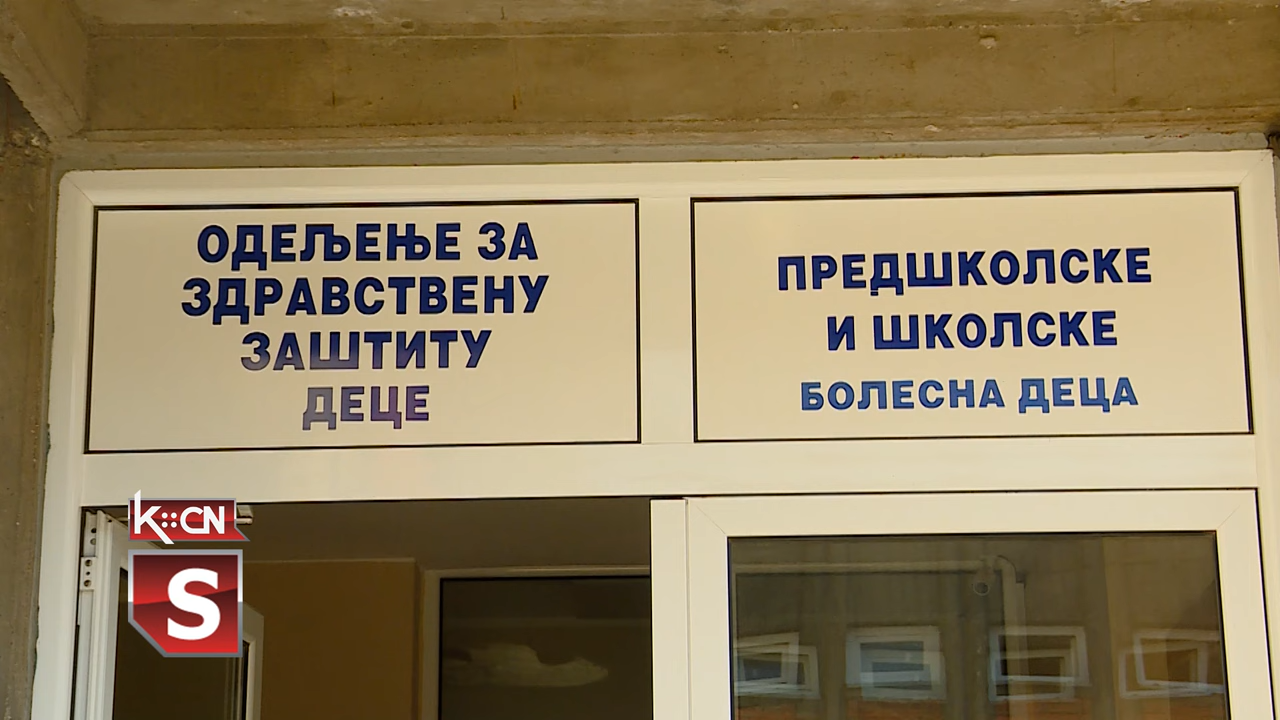 ОДЕЉЕЊЕ ЗА
ЗДРАВСТВЕНУ
ЗАШТИТУ
ДЕЦЕ
ПРЕДШКОЛСКЕ
И ШКОЛСКЕ
БОЛЕСНА ДЕЦА
K::CN
S